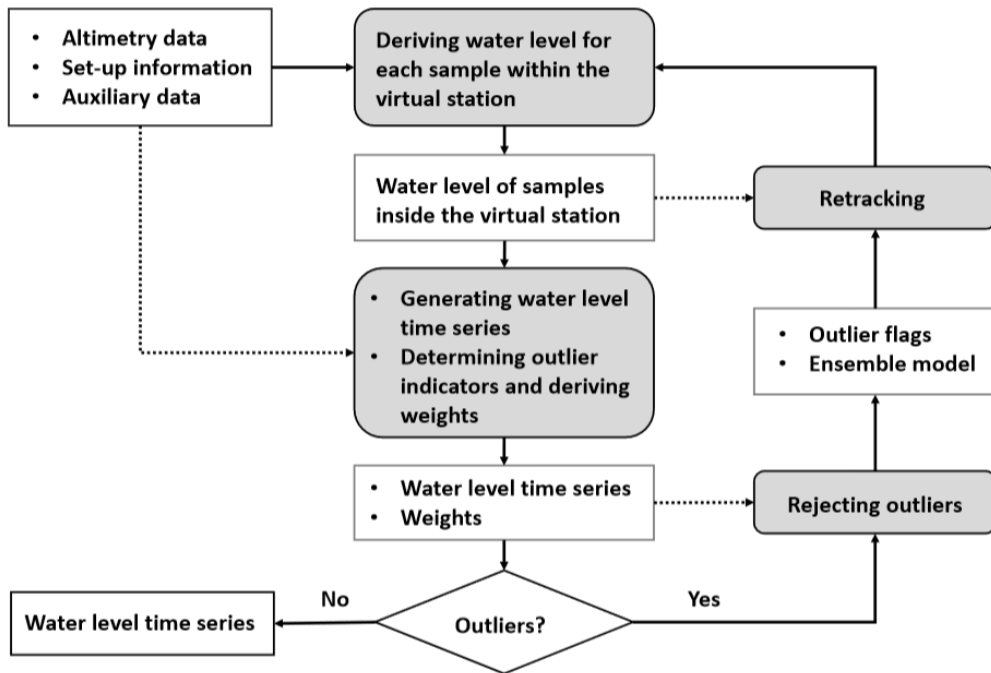 • Altimetry data
• Set-up information
• Auxiliary data
Deriving water level for
each sample within the
virtual station
Water level of samples
inside the virtual station
Retracking
• Generating water level
time series
• Determining outlier
indicators and deriving
weights
• Outlier flags
• Ensemble model
• Water level time series
• Weights
Rejecting outliers
No
Yes
Water level time series
Outliers?